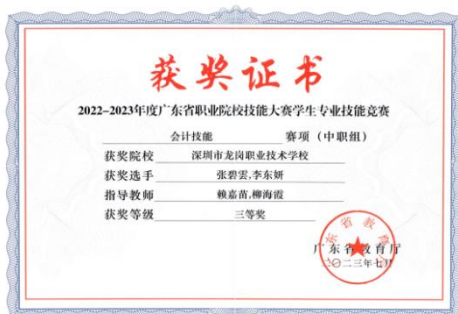 获奖证书
2022-2023年度广东省职业院校技能大赛学生专业技能竞赛
会计技能 赛项（中职组）
获奖院校 深圳市龙岗职业技术学校
获奖选手 张碧雲,李东妍
指导教师 赖嘉苗,柳海霞
获奖等级 三等奖
广东省教育厅
二〇二三年七月